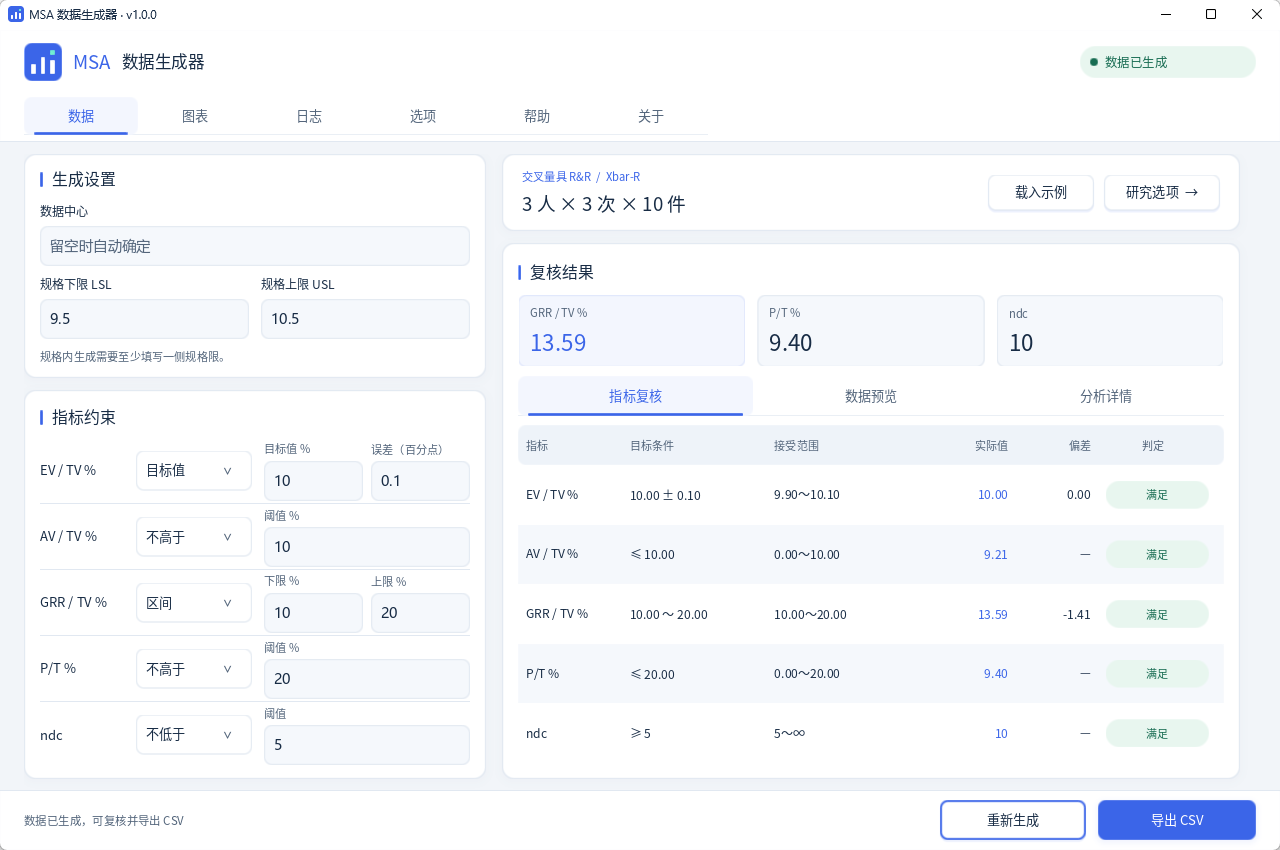 MSA 数据生成器 · v1.0.0
MSA 数据生成器
数据已生成
数据 图表 日志 选项 帮助 关于
生成设置
数据中心
留空时自动确定
规格下限 LSL 规格上限 USL
9.5 10.5
规格内生成需要至少填写一侧规格限。
指标约束
目标值 % 误差（百分点）
EV / TV % 目标值 10 0.1
阈值 %
AV / TV % 不高于 10
下限 % 上限 %
GRR / TV % 区间 10 20
阈值 %
P/T % 不高于 20
阈值
ndc 不低于 5
交叉量具 R&R / Xbar-R
3 人 × 3 次 × 10 件
载入示例 研究选项 →
复核结果
GRR / TV % P/T % ndc
13.59 9.40 10
指标复核 数据预览 分析详情
指标 目标条件 接受范围 实际值 偏差 判定
EV / TV % 10.00 ± 0.10 9.90～10.10 10.00 0.00 满足
AV / TV % ≤ 10.00 0.00～10.00 9.21 — 满足
GRR / TV % 10.00 ～ 20.00 10.00～20.00 13.59 -1.41 满足
P/T % ≤ 20.00 0.00～20.00 9.40 — 满足
ndc ≥ 5 5～∞ 10 — 满足
数据已生成，可复核并导出 CSV
重新生成 导出 CSV